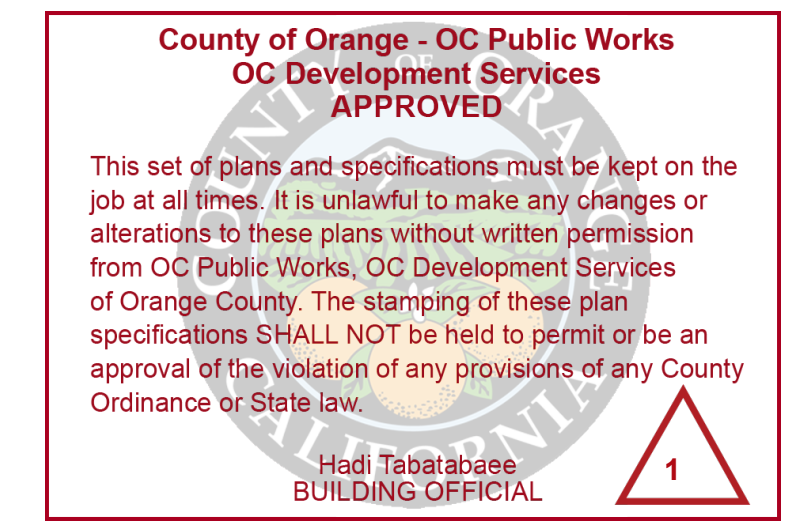 County of Orange - OC Public Works
OC Development Services
APPROVED
This set of plans and specifications must be kept on the
job at all times. It is unlawful to make any changes or
alterations to these plans without written permission
from OC Public Works, OC Development Services
of Orange County. The stamping of these plan
specifications SHALL NOT be held to permit or be an
approval of the violation of any provisions of any County
Ordinance or State law.
Hadi Tabatabaee
BUILDING OFFICIAL
1
COUNTY OF ORANGE
CALIFORNIA